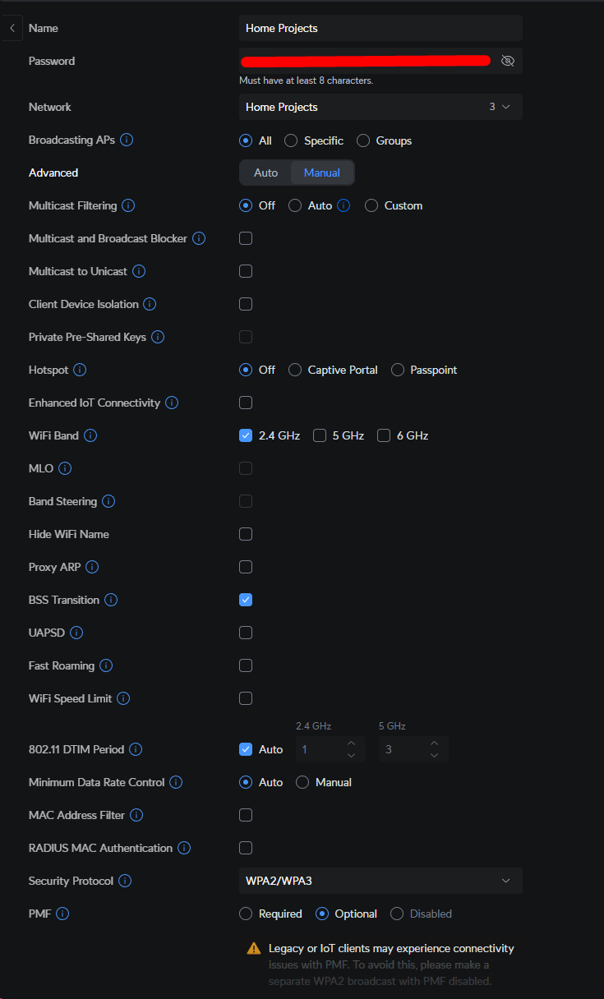 Name Home Projects
Password
Must have at least 8 characters.
Network Home Projects 3
Broadcasting APs All Specific Groups
Advanced Auto Manual
Multicast Filtering Off Auto Custom
Multicast and Broadcast Blocker
Multicast to Unicast
Client Device Isolation
Private Pre-Shared Keys
Hotspot Off Captive Portal Passpoint
Enhanced IoT Connectivity
WiFi Band 2.4 GHz 5 GHz 6 GHz
MLO
Band Steering
Hide WiFi Name
Proxy ARP
BSS Transition
UAPSD
Fast Roaming
WiFi Speed Limit
2.4 GHz 5 GHz
802.11 DTIM Period Auto 1 3
Minimum Data Rate Control Auto Manual
MAC Address Filter
RADIUS MAC Authentication
Security Protocol WPA2/WPA3
PMF Required Optional Disabled
Legacy or IoT clients may experience connectivity
issues with PMF. To avoid this, please make a
separate WPA2 broadcast with PMF disabled.